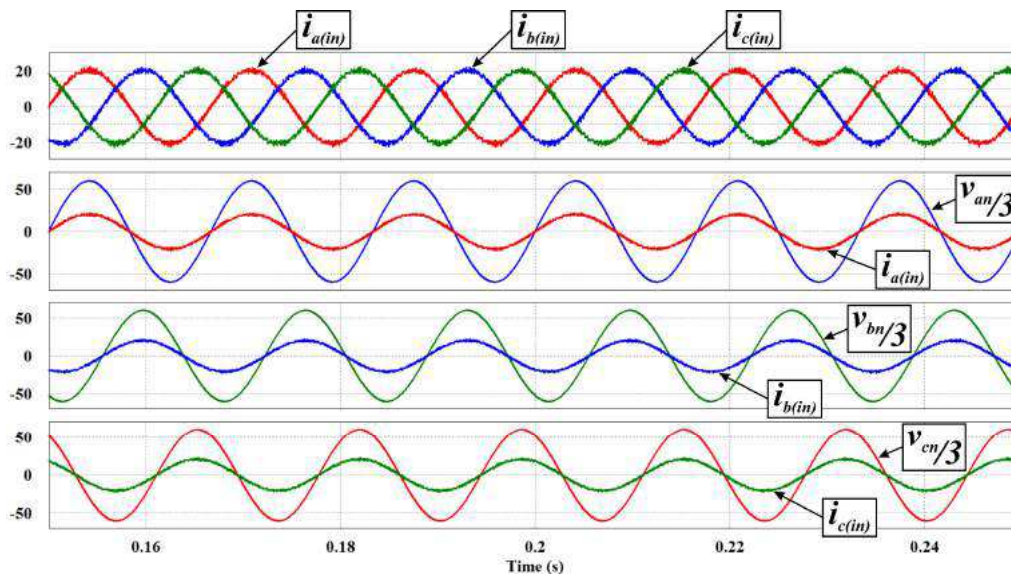 i_a(in) i_b(in) i_c(in)
20
0
-20
50
0
-50
v_an/3
i_a(in)
50
0
-50
v_bn/3
i_b(in)
50
0
-50
v_cn/3
i_c(in)
0.16 0.18 0.2 0.22 0.24
Time (s)